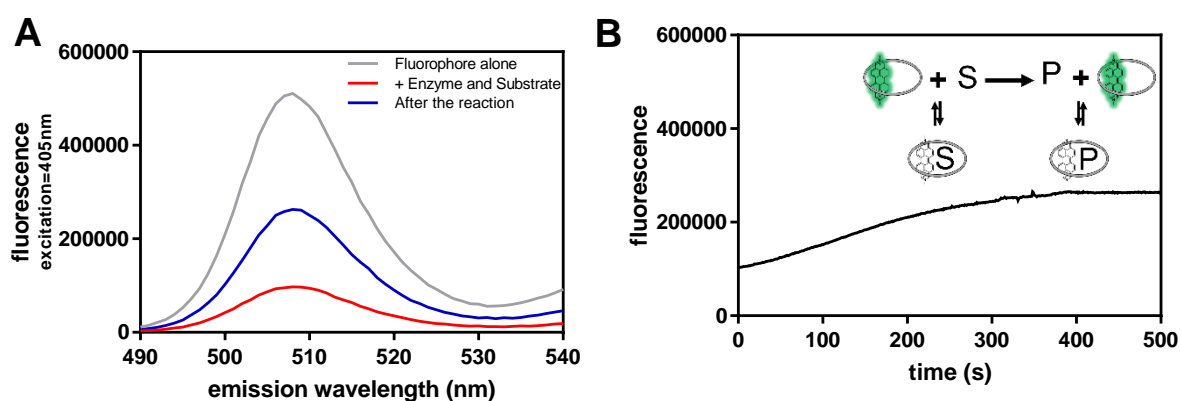 A
600000
400000
200000
0
fluorescence
excitation=405nm
Fluorophore alone
+ Enzyme and Substrate
After the reaction
490 500 510 520 530 540
emission wavelength (nm)
B
600000
400000
200000
0
fluorescence
+ S P +
S P
0 100 200 300 400 500
time (s)